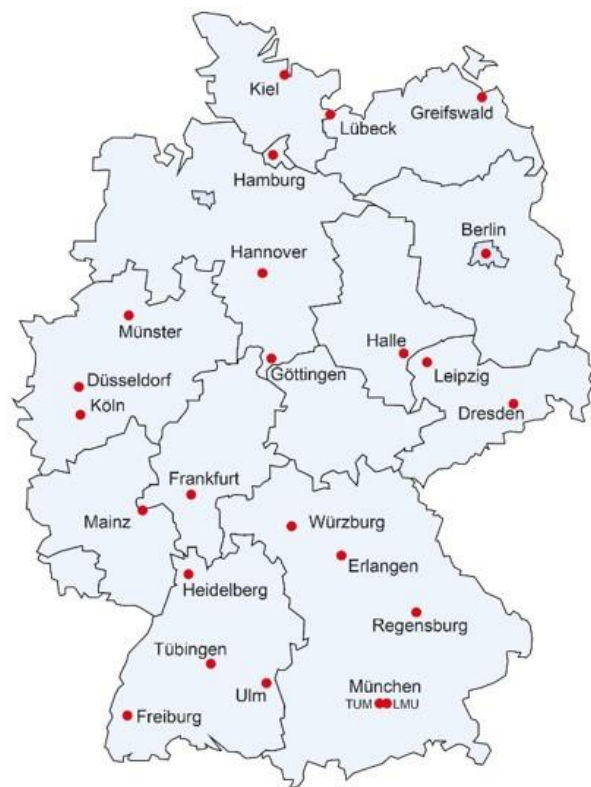 Kiel
Lübeck
Greifswald
Hamburg
Berlin
Hannover
Münster
Halle
Göttingen
Leipzig
Düsseldorf
Köln
Dresden
Frankfurt
Mainz
Würzburg
Erlangen
Heidelberg
Regensburg
Tübingen
Ulm
München
TUM LMU
Freiburg